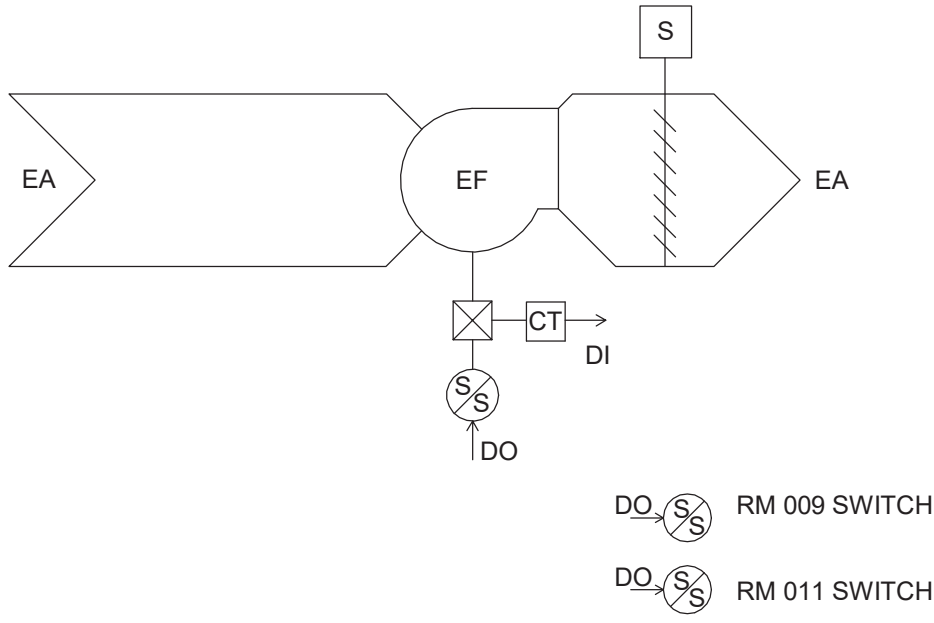 S
EA
EF
EA
CT
DI
S
S
DO
DO
S
S
RM 009 SWITCH
DO
S
S
RM 011 SWITCH